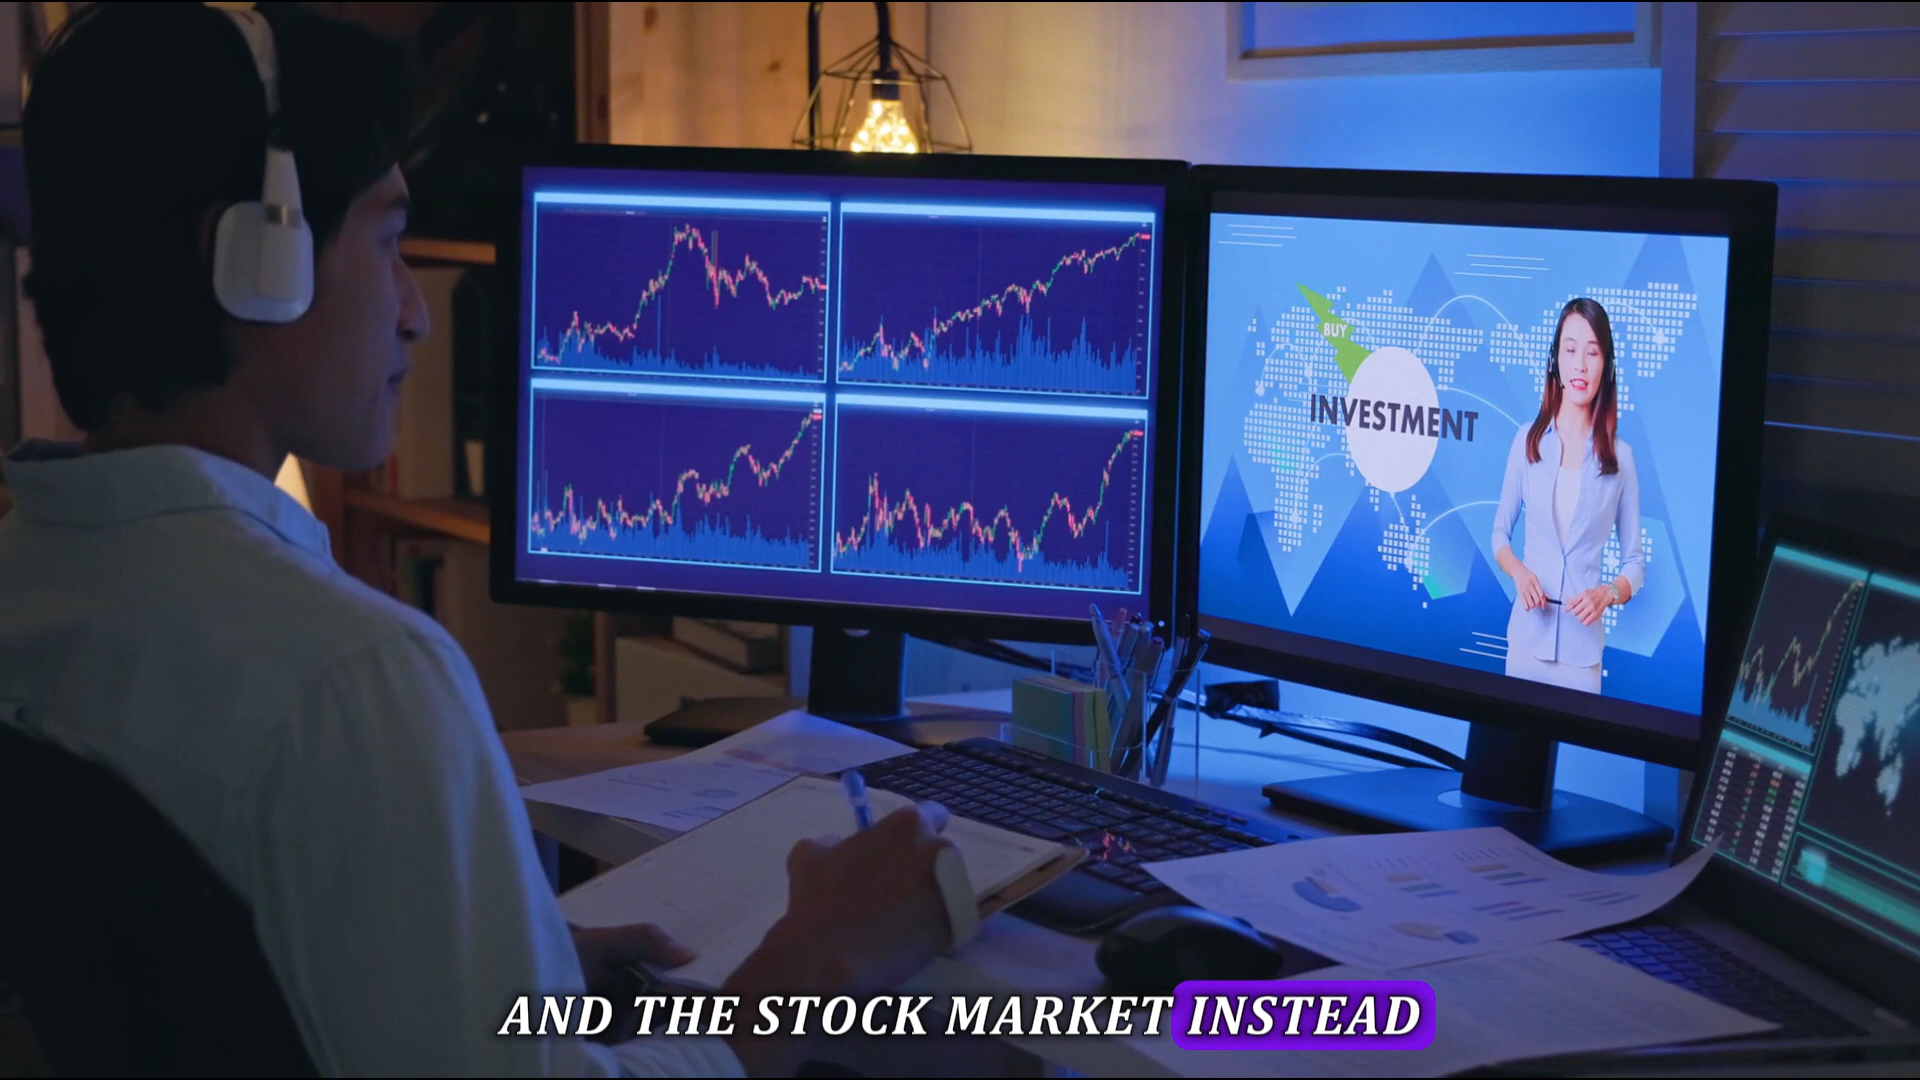 BUY
INVESTMENT
AND THE STOCK MARKET INSTEAD